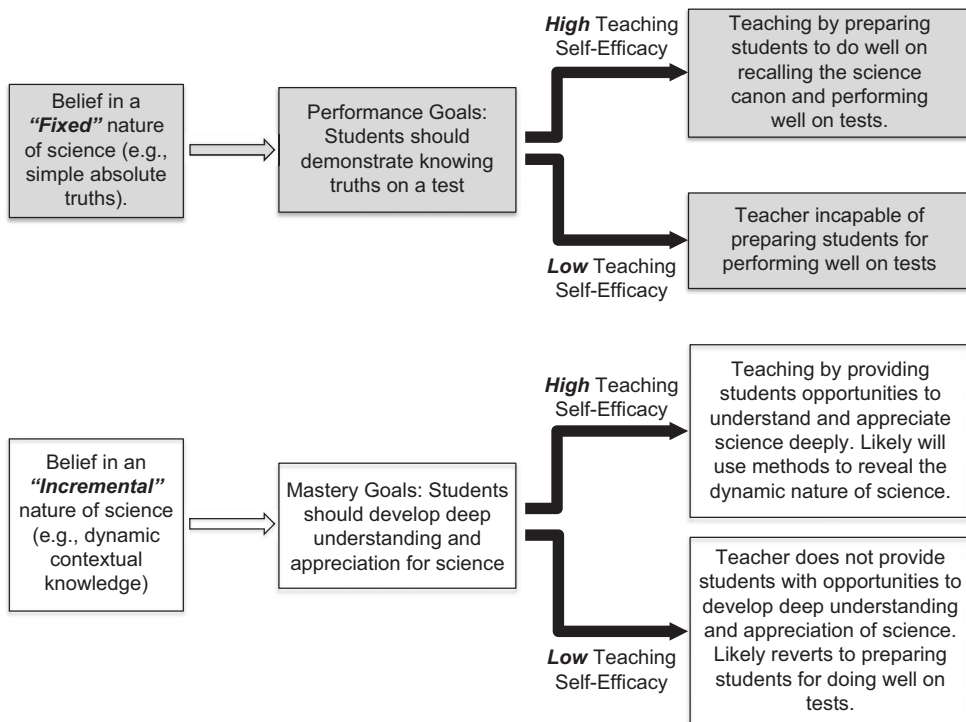 Belief in a
“Fixed” nature
of science (e.g.,
simple absolute
truths).
Performance Goals:
Students should
demonstrate knowing
truths on a test
High Teaching
Self-Efficacy
Teaching by preparing
students to do well on
recalling the science
canon and performing
well on tests.
Low Teaching
Self-Efficacy
Teacher incapable of
preparing students for
performing well on tests
Belief in an
“Incremental”
nature of science
(e.g., dynamic
contextual
knowledge)
Mastery Goals: Students
should develop deep
understanding and
appreciation for science
High Teaching
Self-Efficacy
Teaching by providing
students opportunities to
understand and appreciate
science deeply. Likely will
use methods to reveal the
dynamic nature of science.
Low Teaching
Self-Efficacy
Teacher does not provide
students with opportunities to
develop deep understanding
and appreciation of science.
Likely reverts to preparing
students for doing well on
tests.